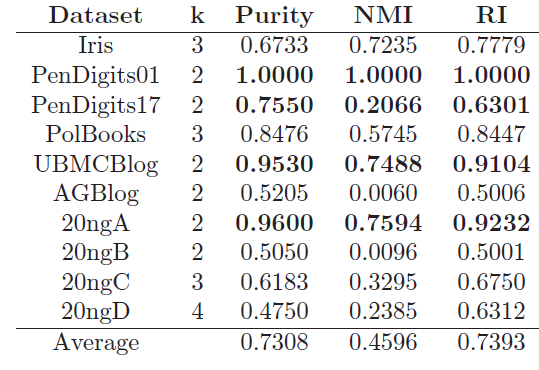 Dataset k Purity NMI RI
Iris 3 0.6733 0.7235 0.7779
PenDigits01 2 1.0000 1.0000 1.0000
PenDigits17 2 0.7550 0.2066 0.6301
PolBooks 3 0.8476 0.5745 0.8447
UBMCBlog 2 0.9530 0.7488 0.9104
AGBlog 2 0.5205 0.0060 0.5006
20ngA 2 0.9600 0.7594 0.9232
20ngB 2 0.5050 0.0096 0.5001
20ngC 3 0.6183 0.3295 0.6750
20ngD 4 0.4750 0.2385 0.6312
Average 0.7308 0.4596 0.7393